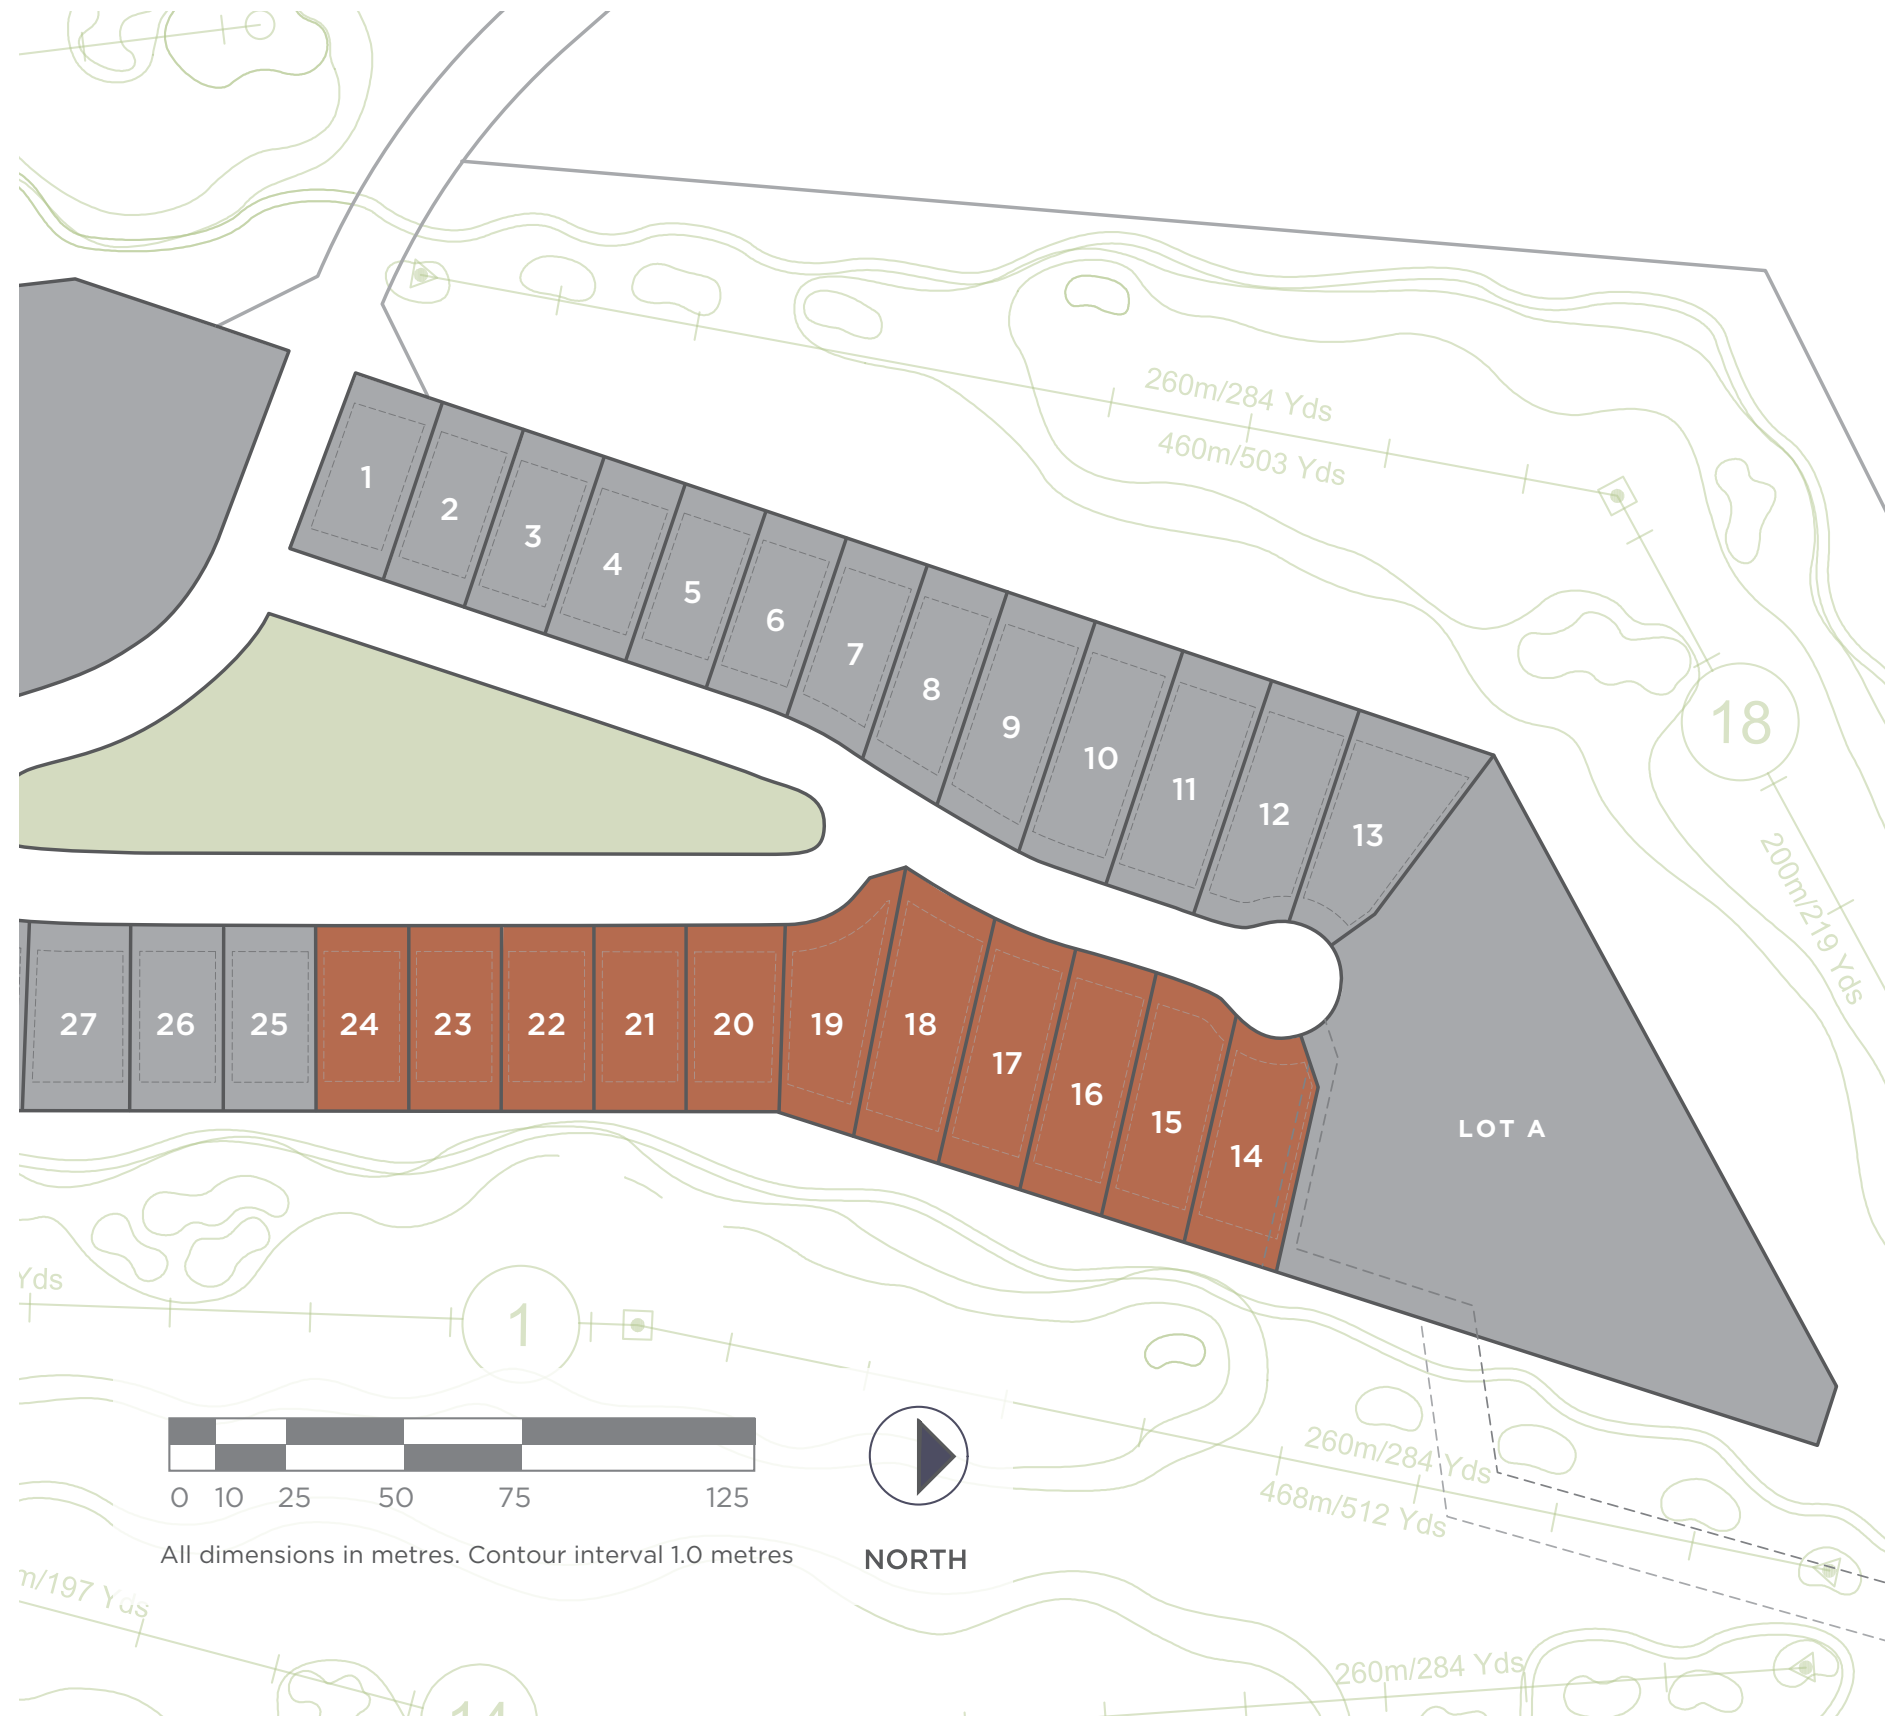 260m/284 Yds
460m/503 Yds
1
2
3
4
5
6
7
8
9
10
11
12
13
18
200m/219 Yds
27
26
25
24
23
22
21
20
19
18
17
16
15
14
LOT A
Yds
1
260m/284 Yds
468m/512 Yds
0 10 25 50 75 125
All dimensions in metres. Contour interval 1.0 metres
NORTH
m/197 Yds
260m/284 Yds
14